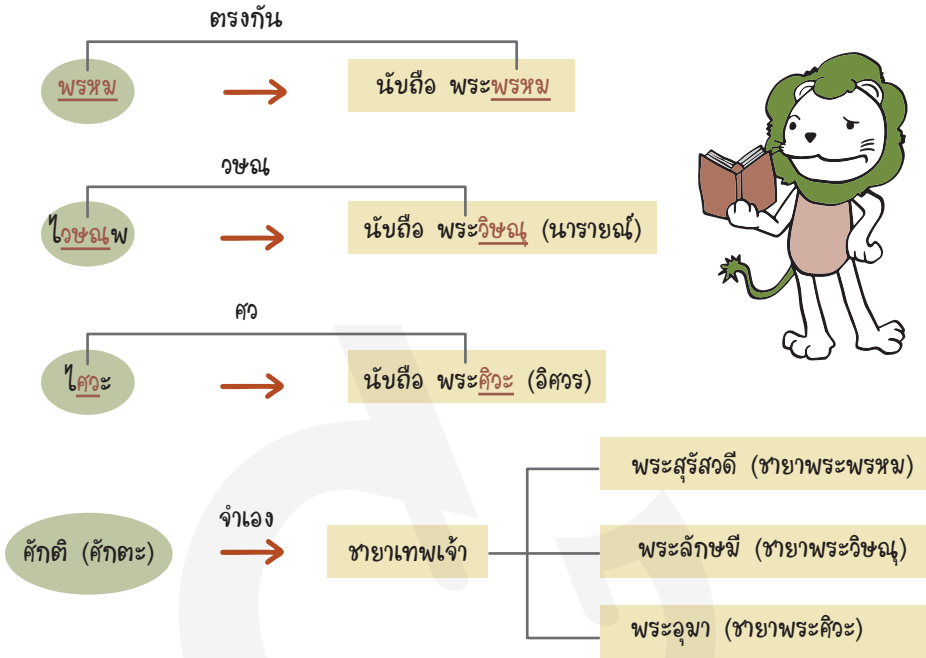 ตรงกัน
พรหม นับถือ พระพรหม
วษณ
ไวษณพ นับถือ พระวิษณุ (นารายณ์)
ศว
ไศวะ นับถือ พระศิวะ (อิศวร)
พระสุรัสวดี (ชายาพระพรหม)
จำเอง
ศักติ (ศักตะ) ชายาเทพเจ้า พระลักษมี (ชายาพระวิษณุ)
พระอุมา (ชายาพระศิวะ)